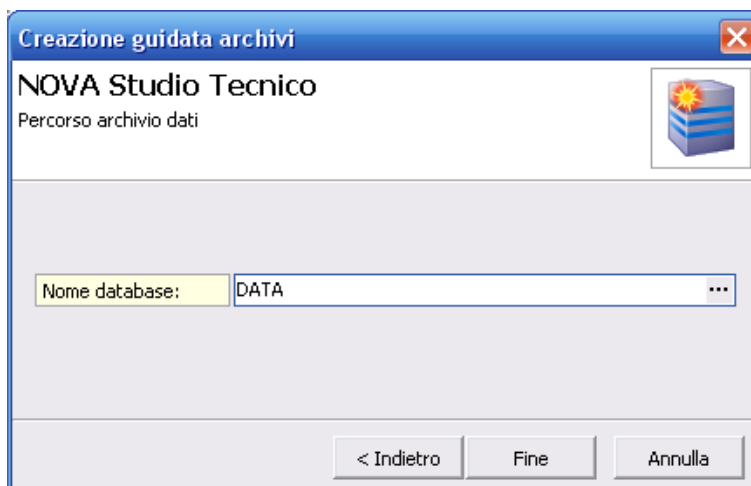 Creazione guidata archivi
NOVA Studio Tecnico
Percorso archivio dati
Nome database: DATA ...
< Indietro Fine Annulla